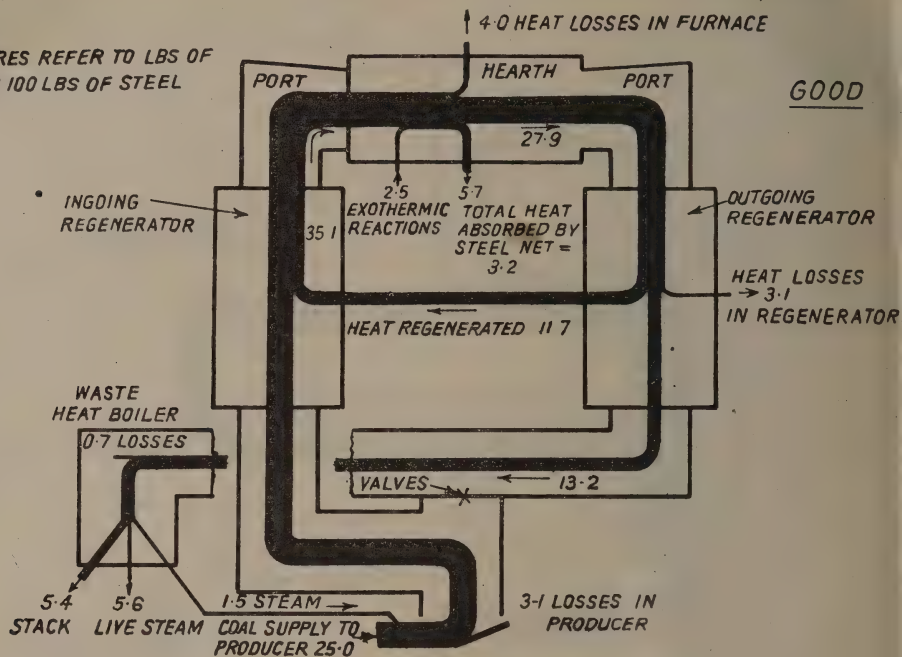 4·0 HEAT LOSSES IN FURNACE
RES REFER TO LBS OF
100 LBS OF STEEL
PORT
HEARTH
PORT
GOOD
27·9
INGOING
REGENERATOR
2·5
EXOTHERMIC
REACTIONS
5·7
TOTAL HEAT
ABSORBED BY
STEEL NET =
3·2
OUTGOING
REGENERATOR
35 1
HEAT LOSSES
3·1
IN REGENERATOR
HEAT REGENERATED 11 7
WASTE
HEAT BOILER
0·7 LOSSES
VALVES
13·2
5·4
STACK
5·6
LIVE STEAM
1·5 STEAM
COAL SUPPLY TO
PRODUCER 25·0
3-1 LOSSES IN
PRODUCER